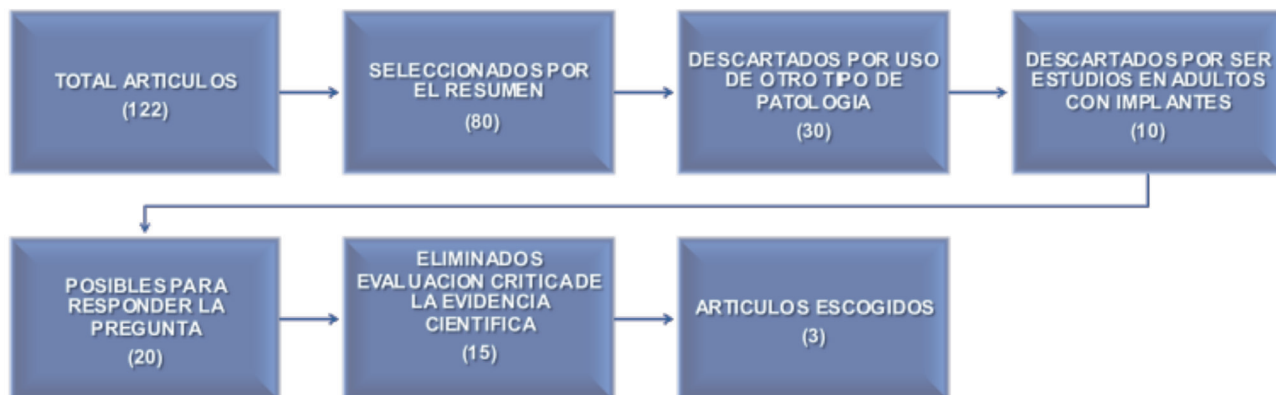 TOTAL ARTICULOS
(122)
SELECCIONADOS POR
EL RESUMEN
(80)
DESCARTADOS POR USO
DE OTRO TIPO DE
PATOLOGIA
(30)
DESCARTADOS POR SER
ESTUDIOS EN ADULTOS
CON IMPLANTES
(10)
POSIBLES PARA
RESPONDER LA
PREGUNTA
(20)
ELIMINADOS
EVALUACION CRITICA DE
LA EVIDENCIA
CIENTIFICA
(15)
ARTICULOS ESCOGIDOS
(3)